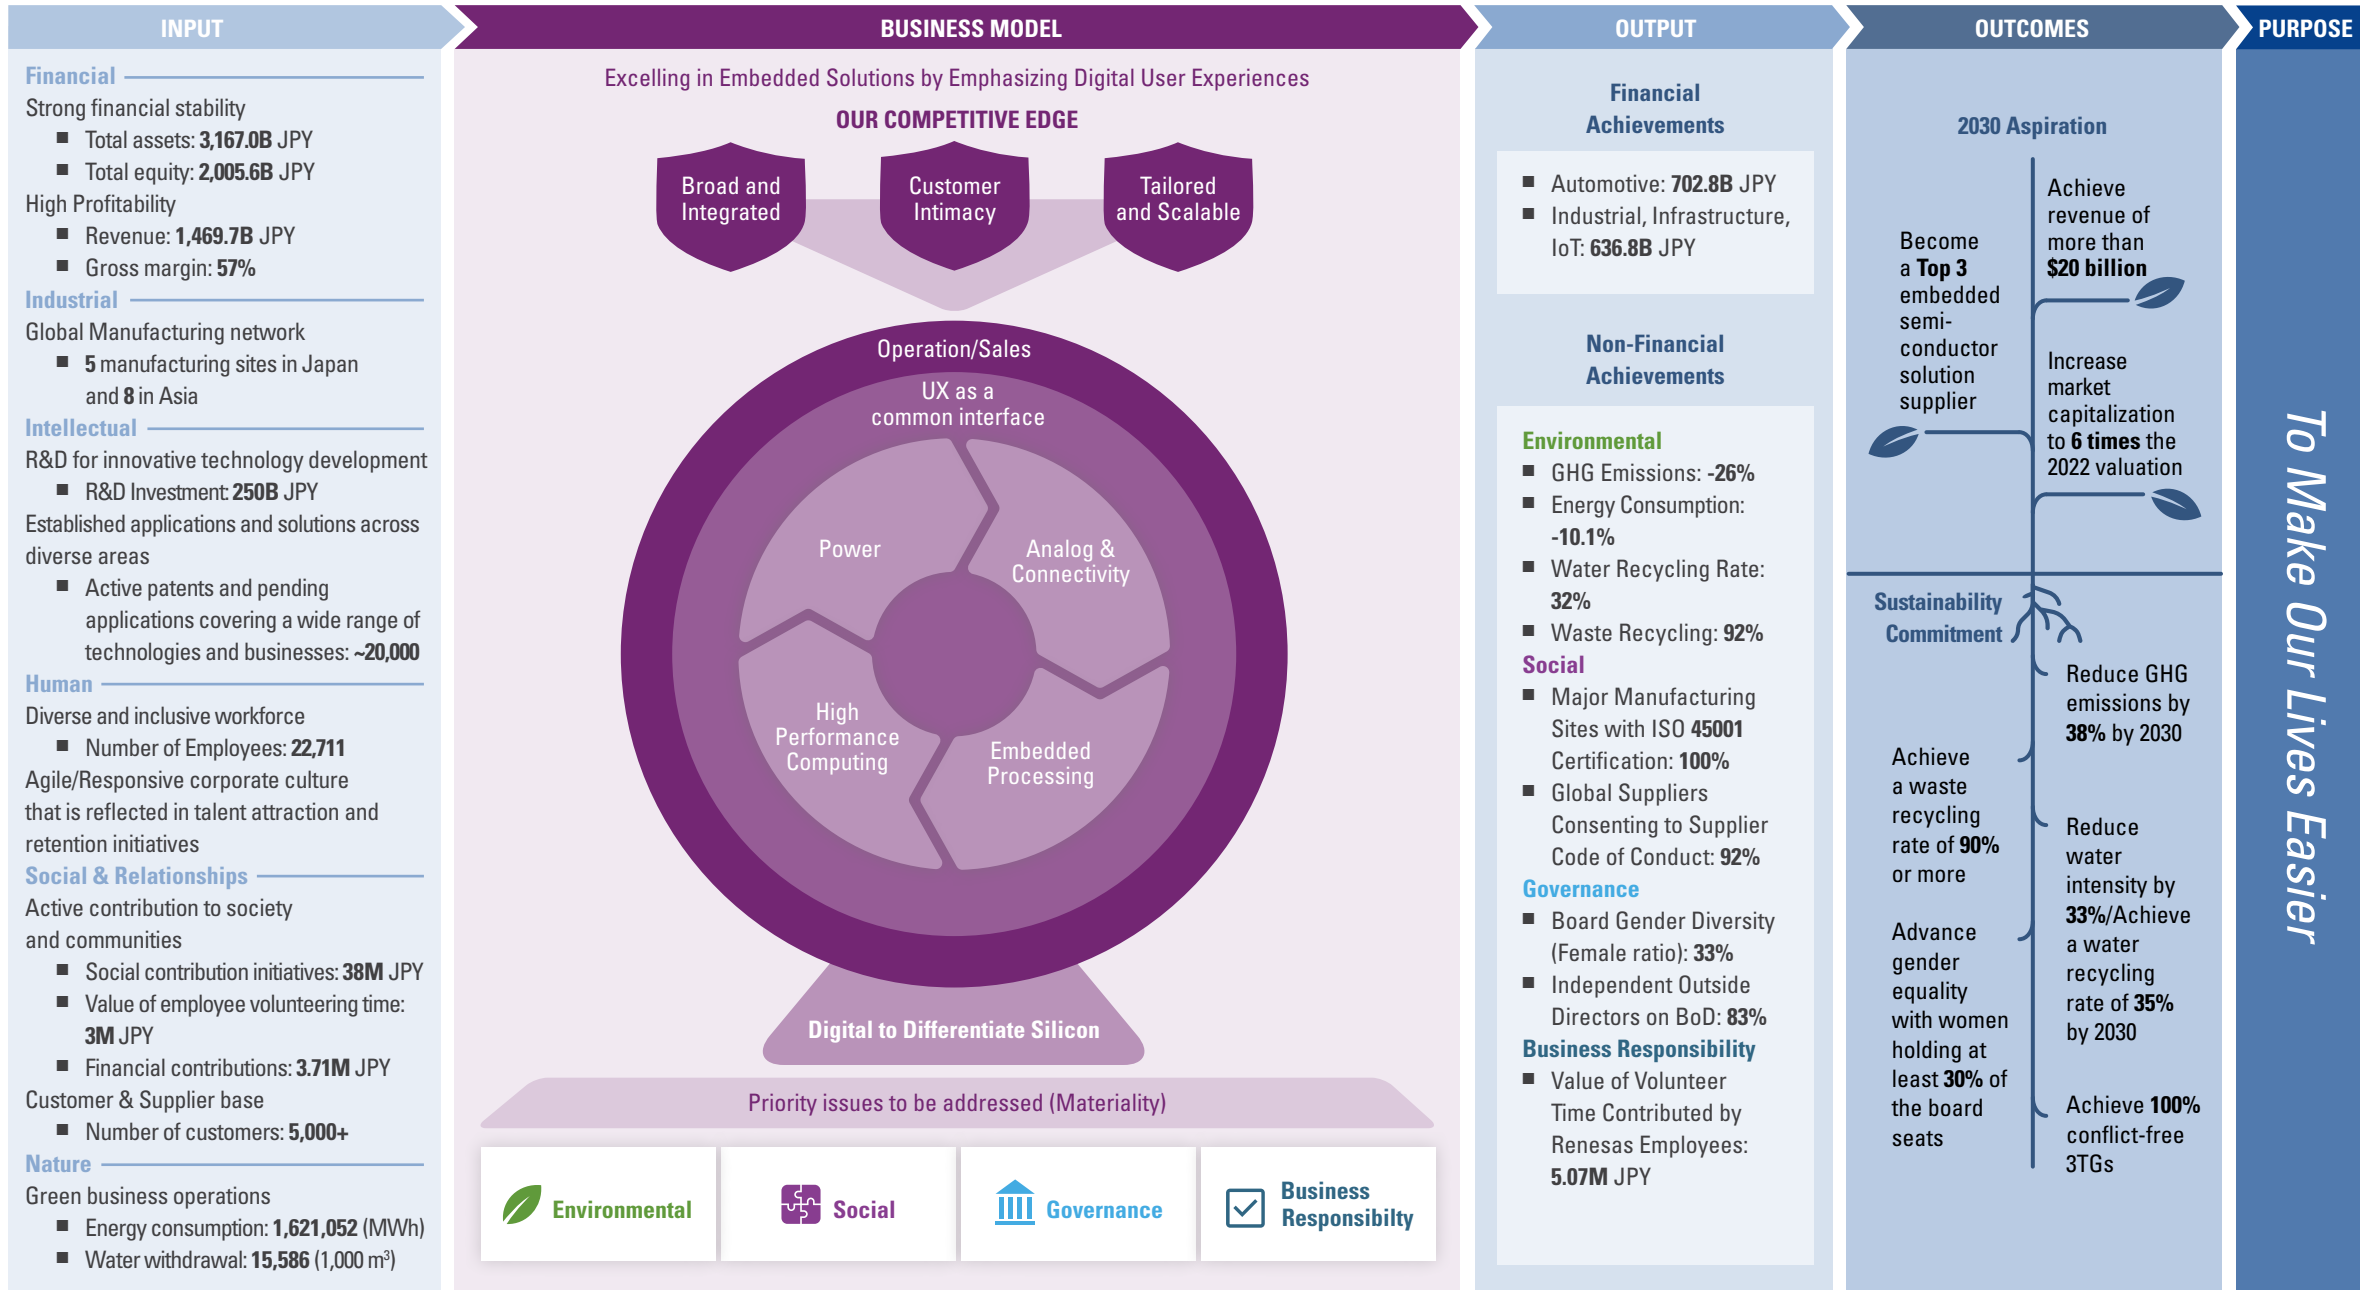 INPUT
Financial
Strong financial stability
■ Total assets: 3,167.0B JPY
■ Total equity: 2,005.6B JPY
High Profitability
■ Revenue: 1,469.7B JPY
■ Gross margin: 57%
Industrial
Global Manufacturing network
■ 5 manufacturing sites in Japan
and 8 in Asia
Intellectual
R&D for innovative technology development
■ R&D Investment: 250B JPY
Established applications and solutions across
diverse areas
■ Active patents and pending
applications covering a wide range of
technologies and businesses: ~20,000
Human
Diverse and inclusive workforce
■ Number of Employees: 22,711
Agile/Responsive corporate culture
that is reflected in talent attraction and
retention initiatives
Social & Relationships
Active contribution to society
and communities
■ Social contribution initiatives: 38M JPY
■ Value of employee volunteering time:
3M JPY
■ Financial contributions: 3.71M JPY
Customer & Supplier base
■ Number of customers: 5,000+
Nature
Green business operations
■ Energy consumption: 1,621,052 (MWh)
■ Water withdrawal: 15,586 (1,000 m³)
BUSINESS MODEL
Excelling in Embedded Solutions by Emphasizing Digital User Experiences
OUR COMPETITIVE EDGE
Broad and
Integrated
Customer
Intimacy
Tailored
and Scalable
Operation/Sales
UX as a
common interface
Power
Analog &
Connectivity
High
Performance
Computing
Embedded
Processing
Digital to Differentiate Silicon
Priority issues to be addressed (Materiality)
Environmental
Social
Governance
Business
Responsibilty
OUTPUT
Financial
Achievements
■ Automotive: 702.8B JPY
■ Industrial, Infrastructure,
IoT: 636.8B JPY
Non-Financial
Achievements
Environmental
■ GHG Emissions: -26%
■ Energy Consumption:
-10.1%
■ Water Recycling Rate:
32%
■ Waste Recycling: 92%
Social
■ Major Manufacturing
Sites with ISO 45001
Certification: 100%
■ Global Suppliers
Consenting to Supplier
Code of Conduct: 92%
Governance
■ Board Gender Diversity
(Female ratio): 33%
■ Independent Outside
Directors on BoD: 83%
Business Responsibility
■ Value of Volunteer
Time Contributed by
Renesas Employees:
5.07M JPY
OUTCOMES
2030 Aspiration
Achieve
revenue of
more than
$20 billion
Become
a Top 3
embedded
semi-
conductor
solution
supplier
Increase
market
capitalization
to 6 times the
2022 valuation
Sustainability
Commitment
Reduce GHG
emissions by
38% by 2030
Achieve
a waste
recycling
rate of 90%
or more
Reduce
water
intensity by
33%/Achieve
a water
recycling
rate of 35%
by 2030
Advance
gender
equality
with women
holding at
least 30% of
the board
seats
Achieve 100%
conflict-free
3TGs
PURPOSE
To Make Our Lives Easier